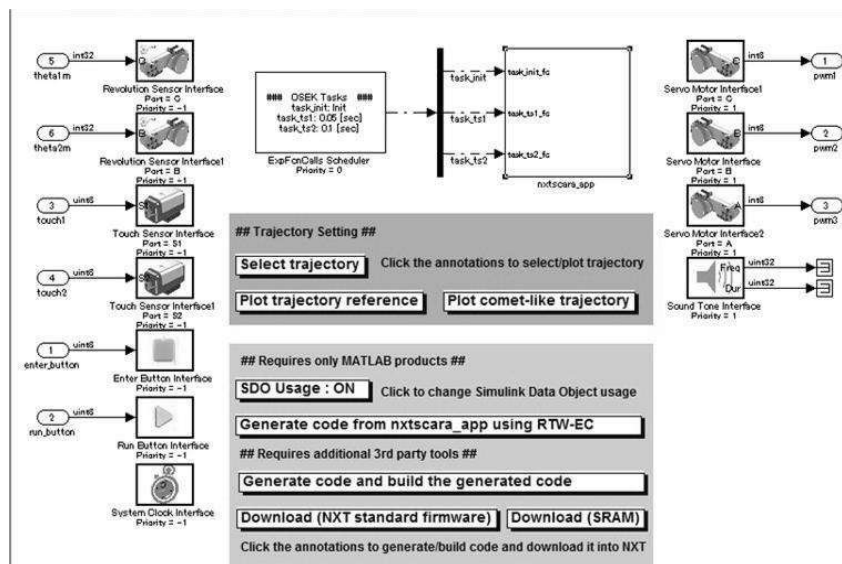 5
int32
theta1m
C
Revolution Sensor Interface
Port = C
Priority = -1
6
int32
theta2m
B
Revolution Sensor Interface1
Port = B
Priority = -1
3
uint8
touch1
S1
Touch Sensor Interface
Port = S1
Priority = -1
4
uint8
touch2
Touch Sensor Interface1
Port = S2
Priority = -1
1
uint8
enter_button
Enter Button Interface
Priority = -1
2
uint8
run_button
Run Button Interface
Priority = -1
System Clock Interface
Priority = -1
### OSEK Tasks ###
task_init: Init
task_ts1: 0.05 [sec]
task_ts2: 0.1 [sec]
ExpFcnCalls Scheduler
Priority = 0
task_init
task_ts1
task_ts2
task_init_fc
task_ts1_fc
task_ts2_fc
nxtscara_app
## Trajectory Setting ##
Select trajectory
Click the annotations to select/plot trajectory
Plot trajectory reference
Plot comet-like trajectory
## Requires only MATLAB products ##
SDO Usage : ON
Click to change Simulink Data Object usage
Generate code from nxtscara_app using RTW-EC
## Requires additional 3rd party tools ##
Generate code and build the generated code
Download (NXT standard firmware)
Download (SRAM)
Click the annotations to generate/build code and download it into NXT
C
int8
1
pwm1
Servo Motor Interface1
Port = C
Priority = 1
B
int8
2
pwm2
Servo Motor Interface
Port = B
Priority = 1
A
int8
3
pwm3
Servo Motor Interface2
Port = A
Priority = 1
Freq
uint32
Dur
uint32
Sound Tone Interface
Priority = 1